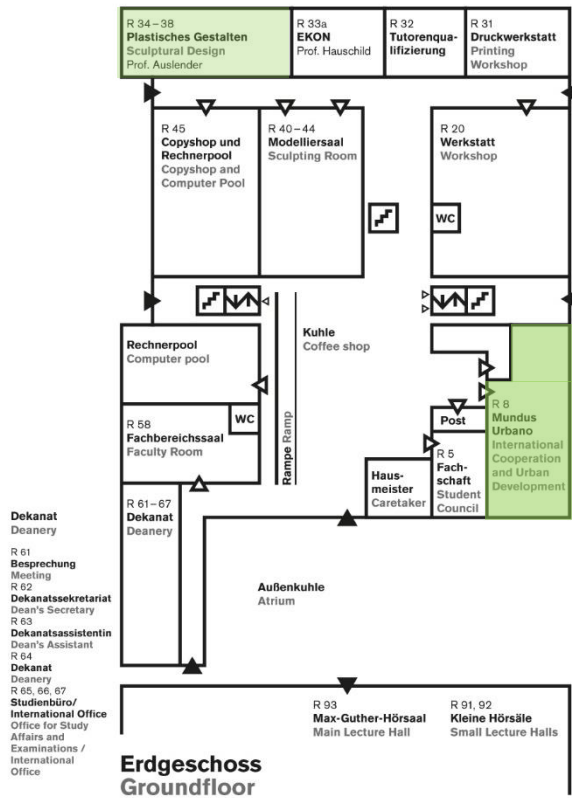 R 34–38
Plastisches Gestalten
Sculptural Design
Prof. Auslender
R 33a
EKON
Prof. Hauschild
R 32
Tutorenqua-
lifizierung
R 31
Druckwerkstatt
Printing
Workshop
R 45
Copyshop und
Rechnerpool
Copyshop and
Computer Pool
R 40–44
Modelliersaal
Sculpting Room
R 20
Werkstatt
Workshop
WC
Rechnerpool
Computer pool
Kuhle
Coffee shop
R 58
Fachbereichssaal
Faculty Room
WC
Rampe Ramp
Post
R 8
Mundus
Urbano
International
Cooperation
and Urban
Development
R 5
Fach-
schaft
Student
Council
Haus-
meister
Caretaker
R 61–67
Dekanat
Deanery
Dekanat
Deanery
R 61
Besprechung
Meeting
R 62
Dekanatssekretariat
Dean's Secretary
R 63
Dekanatsassistentin
Dean's Assistant
R 64
Dekanat
Deanery
R 65, 66, 67
Studienbüro/
International Office
Office for Study
Affairs and
Examinations /
International
Office
Außenkuhle
Atrium
R 93
Max-Guther-Hörsaal
Main Lecture Hall
R 91, 92
Kleine Hörsäle
Small Lecture Halls
Erdgeschoss
Groundfloor